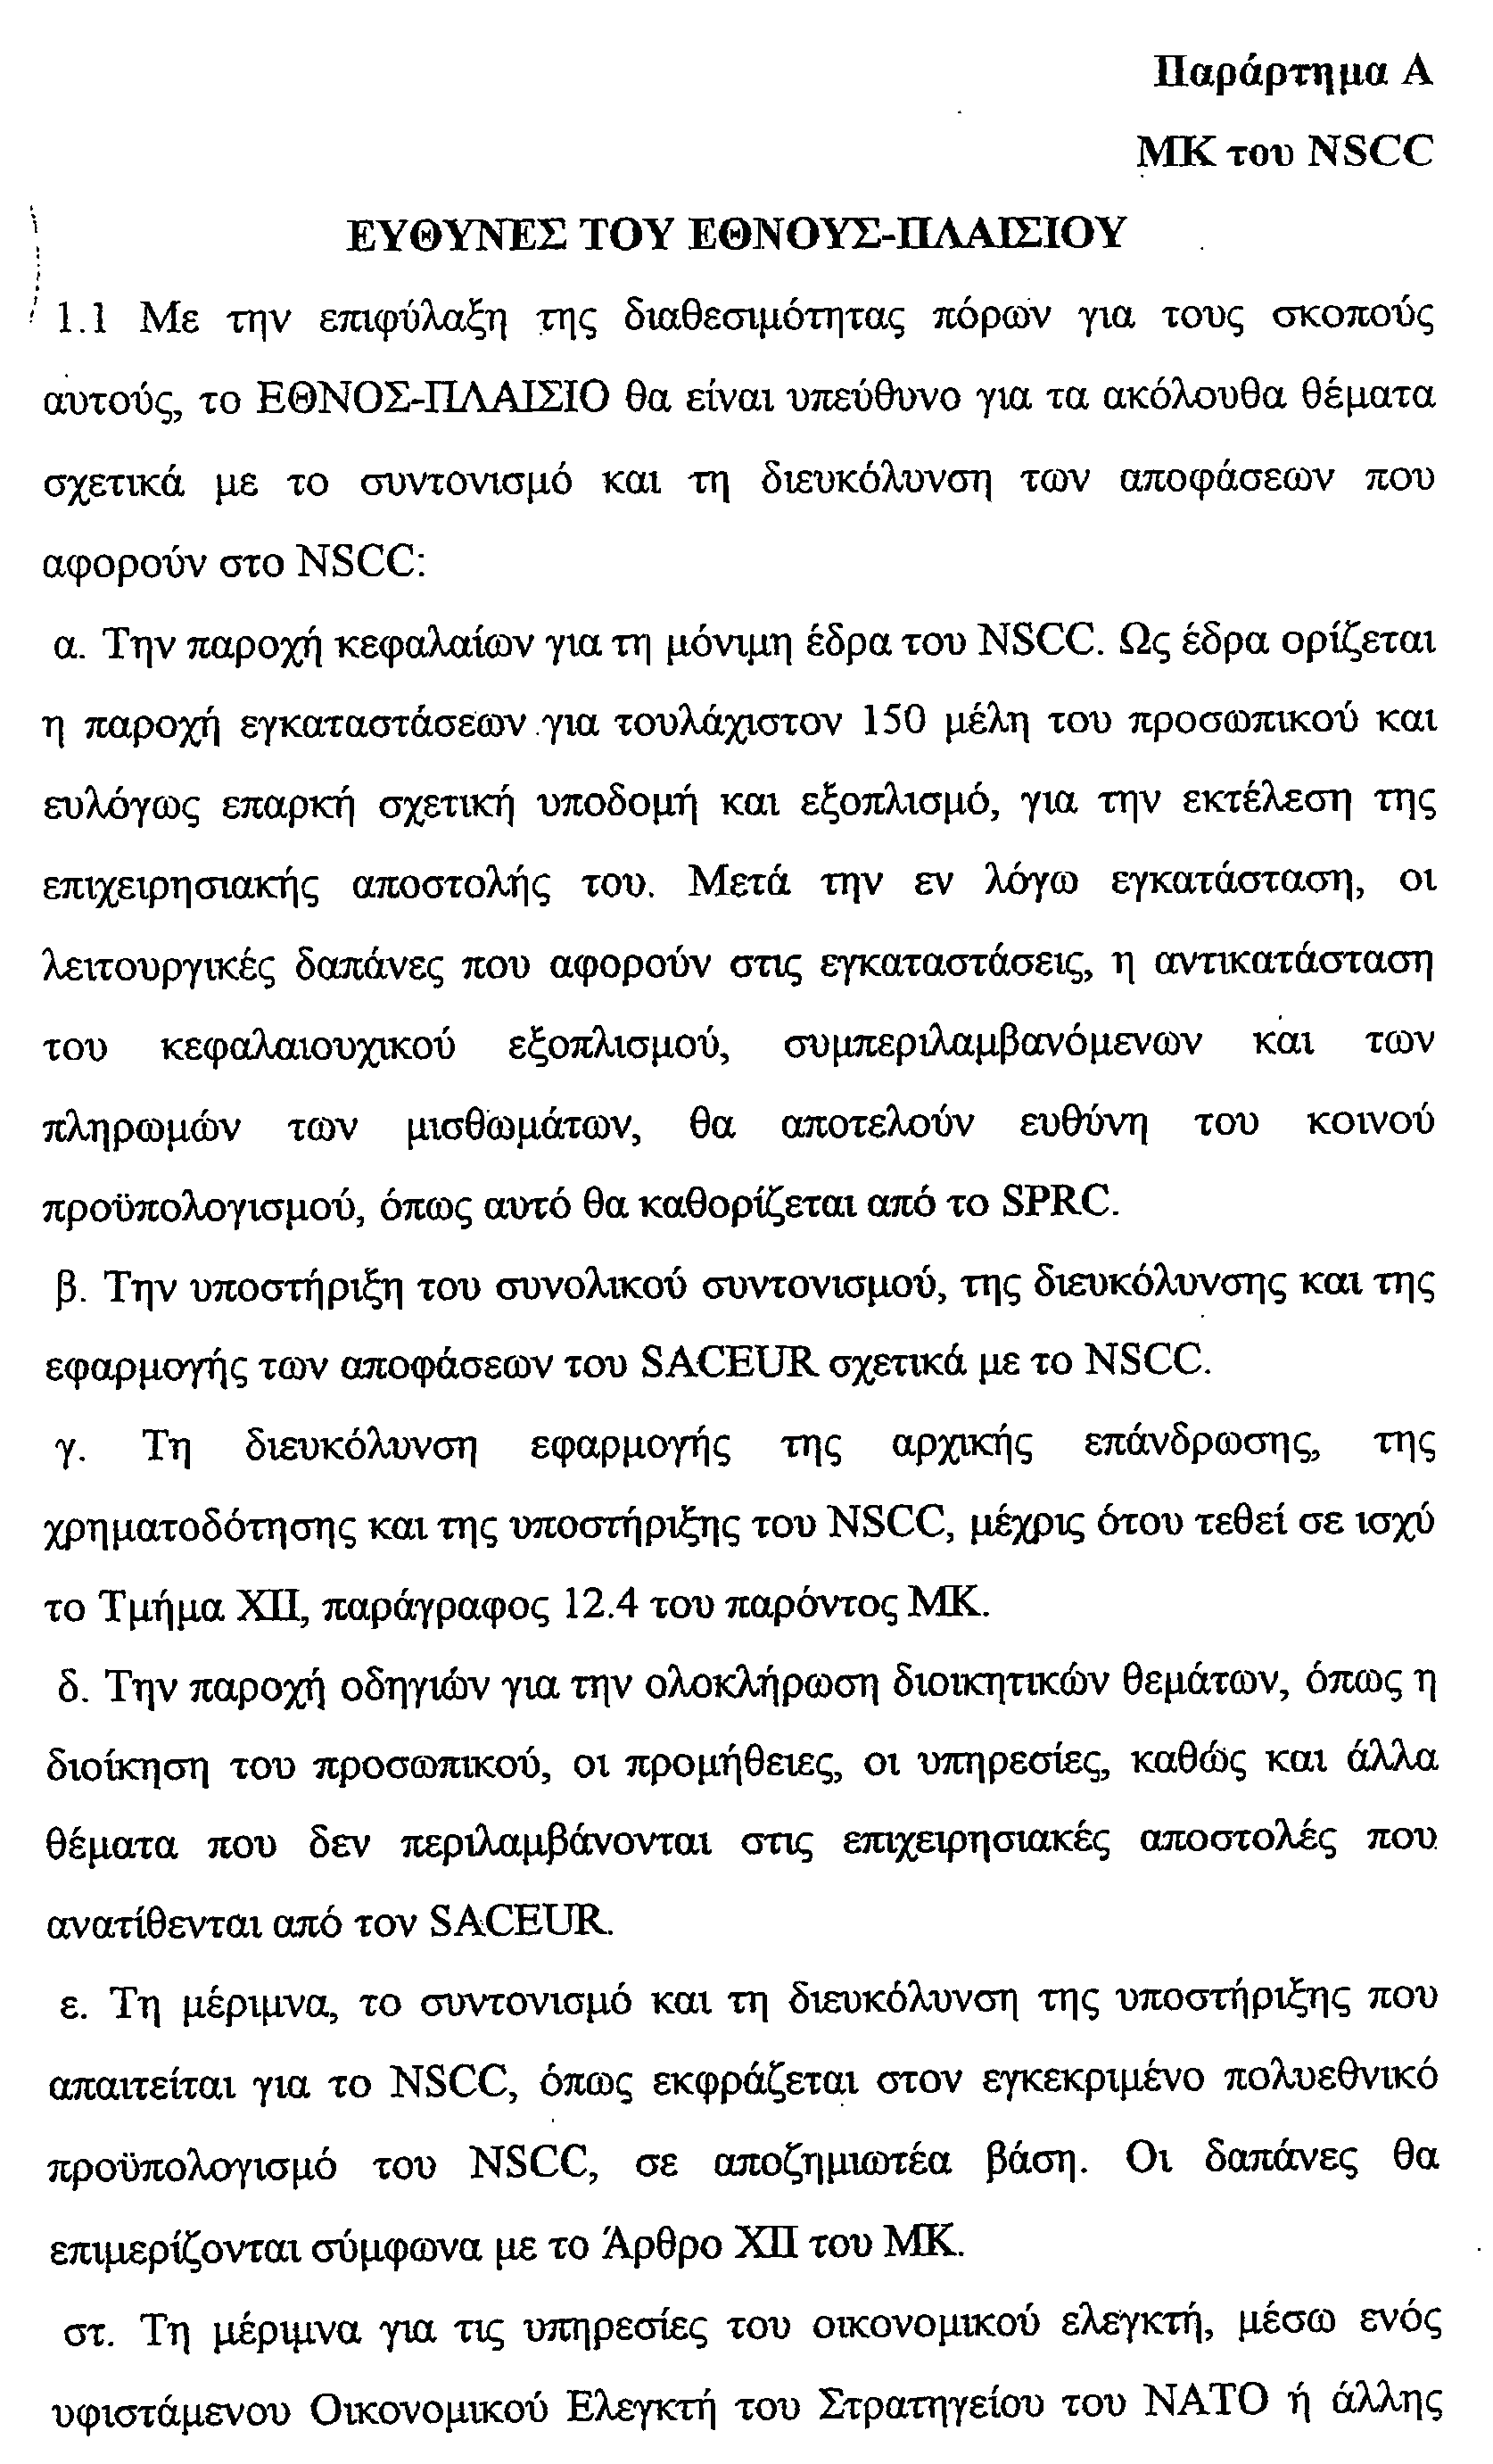 Παράρτημα Α
ΜΚ του NSCC
ΕΥΘΥΝΕΣ ΤΟΥ ΕΘΝΟΥΣ-ΠΛΑΙΣΙΟΥ
1.1 Με την επιφύλαξη της διαθεσιμότητας πόρων για τους σκοπούς
αυτούς, το ΕΘΝΟΣ-ΠΛΑΙΣΙΟ θα είναι υπεύθυνο για τα ακόλουθα θέματα
σχετικά με το συντονισμό και τη διευκόλυνση των αποφάσεων που
αφορούν στο NSCC:
α. Την παροχή κεφαλαίων για τη μόνιμη έδρα του NSCC. Ως έδρα ορίζεται
η παροχή εγκαταστάσεων για τουλάχιστον 150 μέλη του προσωπικού και
ευλόγως επαρκή σχετική υποδομή και εξοπλισμό, για την εκτέλεση της
επιχειρησιακής αποστολής του. Μετά την εν λόγω εγκατάσταση, οι
λειτουργικές δαπάνες που αφορούν στις εγκαταστάσεις, η αντικατάσταση
του κεφαλαιουχικού εξοπλισμού, συμπεριλαμβανόμενων και των
πληρωμών των μισθωμάτων, θα αποτελούν ευθύνη του κοινού
προϋπολογισμού, όπως αυτό θα καθορίζεται από το SPRC.
β. Την υποστήριξη του συνολικού συντονισμού, της διευκόλυνσης και της
εφαρμογής των αποφάσεων του SACEUR σχετικά με το NSCC.
γ. Τη διευκόλυνση εφαρμογής της αρχικής επάνδρωσης, της
χρηματοδότησης και της υποστήριξης του NSCC, μέχρις ότου τεθεί σε ισχύ
το Τμήμα XII, παράγραφος 12.4 του παρόντος ΜΚ.
δ. Την παροχή οδηγιών για την ολοκλήρωση διοικητικών θεμάτων, όπως η
διοίκηση του προσωπικού, οι προμήθειες, οι υπηρεσίες, καθώς και άλλα
θέματα που δεν περιλαμβάνονται στις επιχειρησιακές αποστολές που
ανατίθενται από τον SACEUR.
ε. Τη μέριμνα, το συντονισμό και τη διευκόλυνση της υποστήριξης που
απαιτείται για το NSCC, όπως εκφράζεται στον εγκεκριμένο πολυεθνικό
προϋπολογισμό του NSCC, σε αποζημιωτέα βάση. Οι δαπάνες θα
επιμερίζονται σύμφωνα με το Άρθρο XII του ΜΚ.
στ. Τη μέριμνα για τις υπηρεσίες του οικονομικού ελεγκτή, μέσω ενός
υφιστάμενου Οικονομικού Ελεγκτή του Στρατηγείου του ΝΑΤΟ ή άλλης